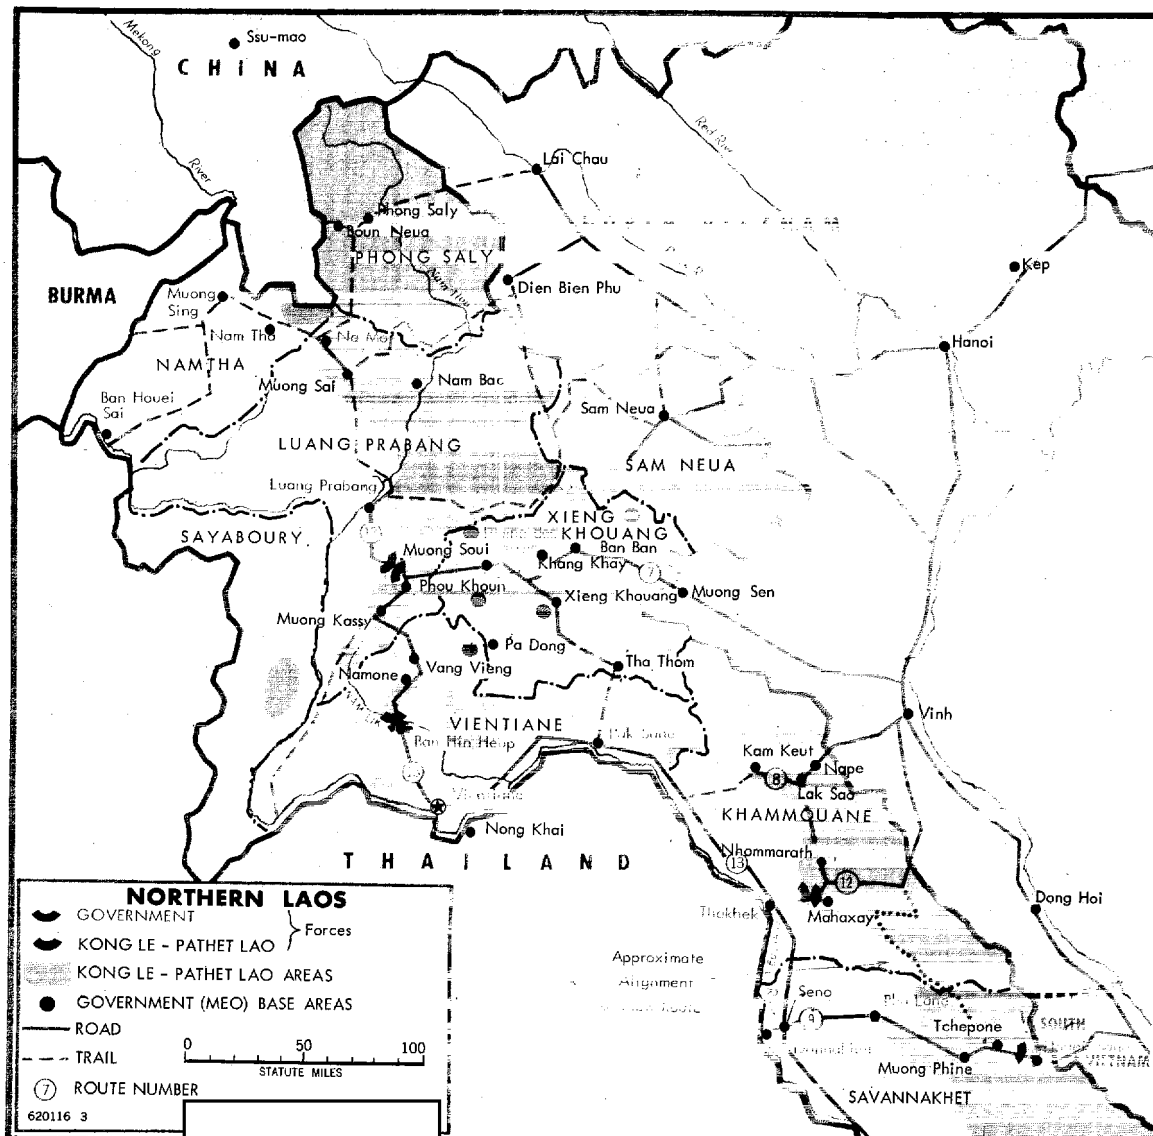 Ssu-mao
Mekong
CHINA
River
Red River
Lai Chau
Phong Saly
Boun Neua
PHONG SALY
Kep
BURMA
Muong
Sing
Dien Bien Phu
Nam Tha
Na Mo
Hanoi
NAMTHA
Muong Sai
Nam Bac
Ban Houei
Sai
Sam Neua
LUANG PRABANG
SAM NEUA
Luang Prabang
XIENG
KHOUANG
SAYABOURY
Muong Soui
Ban Ban
Khang Khay
7
Phou Khoun
Xieng Khouang
Muong Sen
Muong Kassy
Pa Dong
Vang Vieng
Tha Thom
Namone
VIENTIANE
Vinh
Ban Hin Heup
Kam Keut
Nape
8
Lak Sao
KHAMMOUANE
Nong Khai
THAILAND
Nhommarath
13
12
Mahaxay
Thakhek
Dong Hoi
Approximate
Alignment
Seno
9
Tchepone
SOUTH
VIETNAM
Muong Phine
SAVANNAKHET
NORTHERN LAOS
GOVERNMENT
KONG LE - PATHET LAO
Forces
KONG LE - PATHET LAO AREAS
GOVERNMENT (MEO) BASE AREAS
ROAD
TRAIL
0 50 100
STATUTE MILES
7 ROUTE NUMBER
620116 3